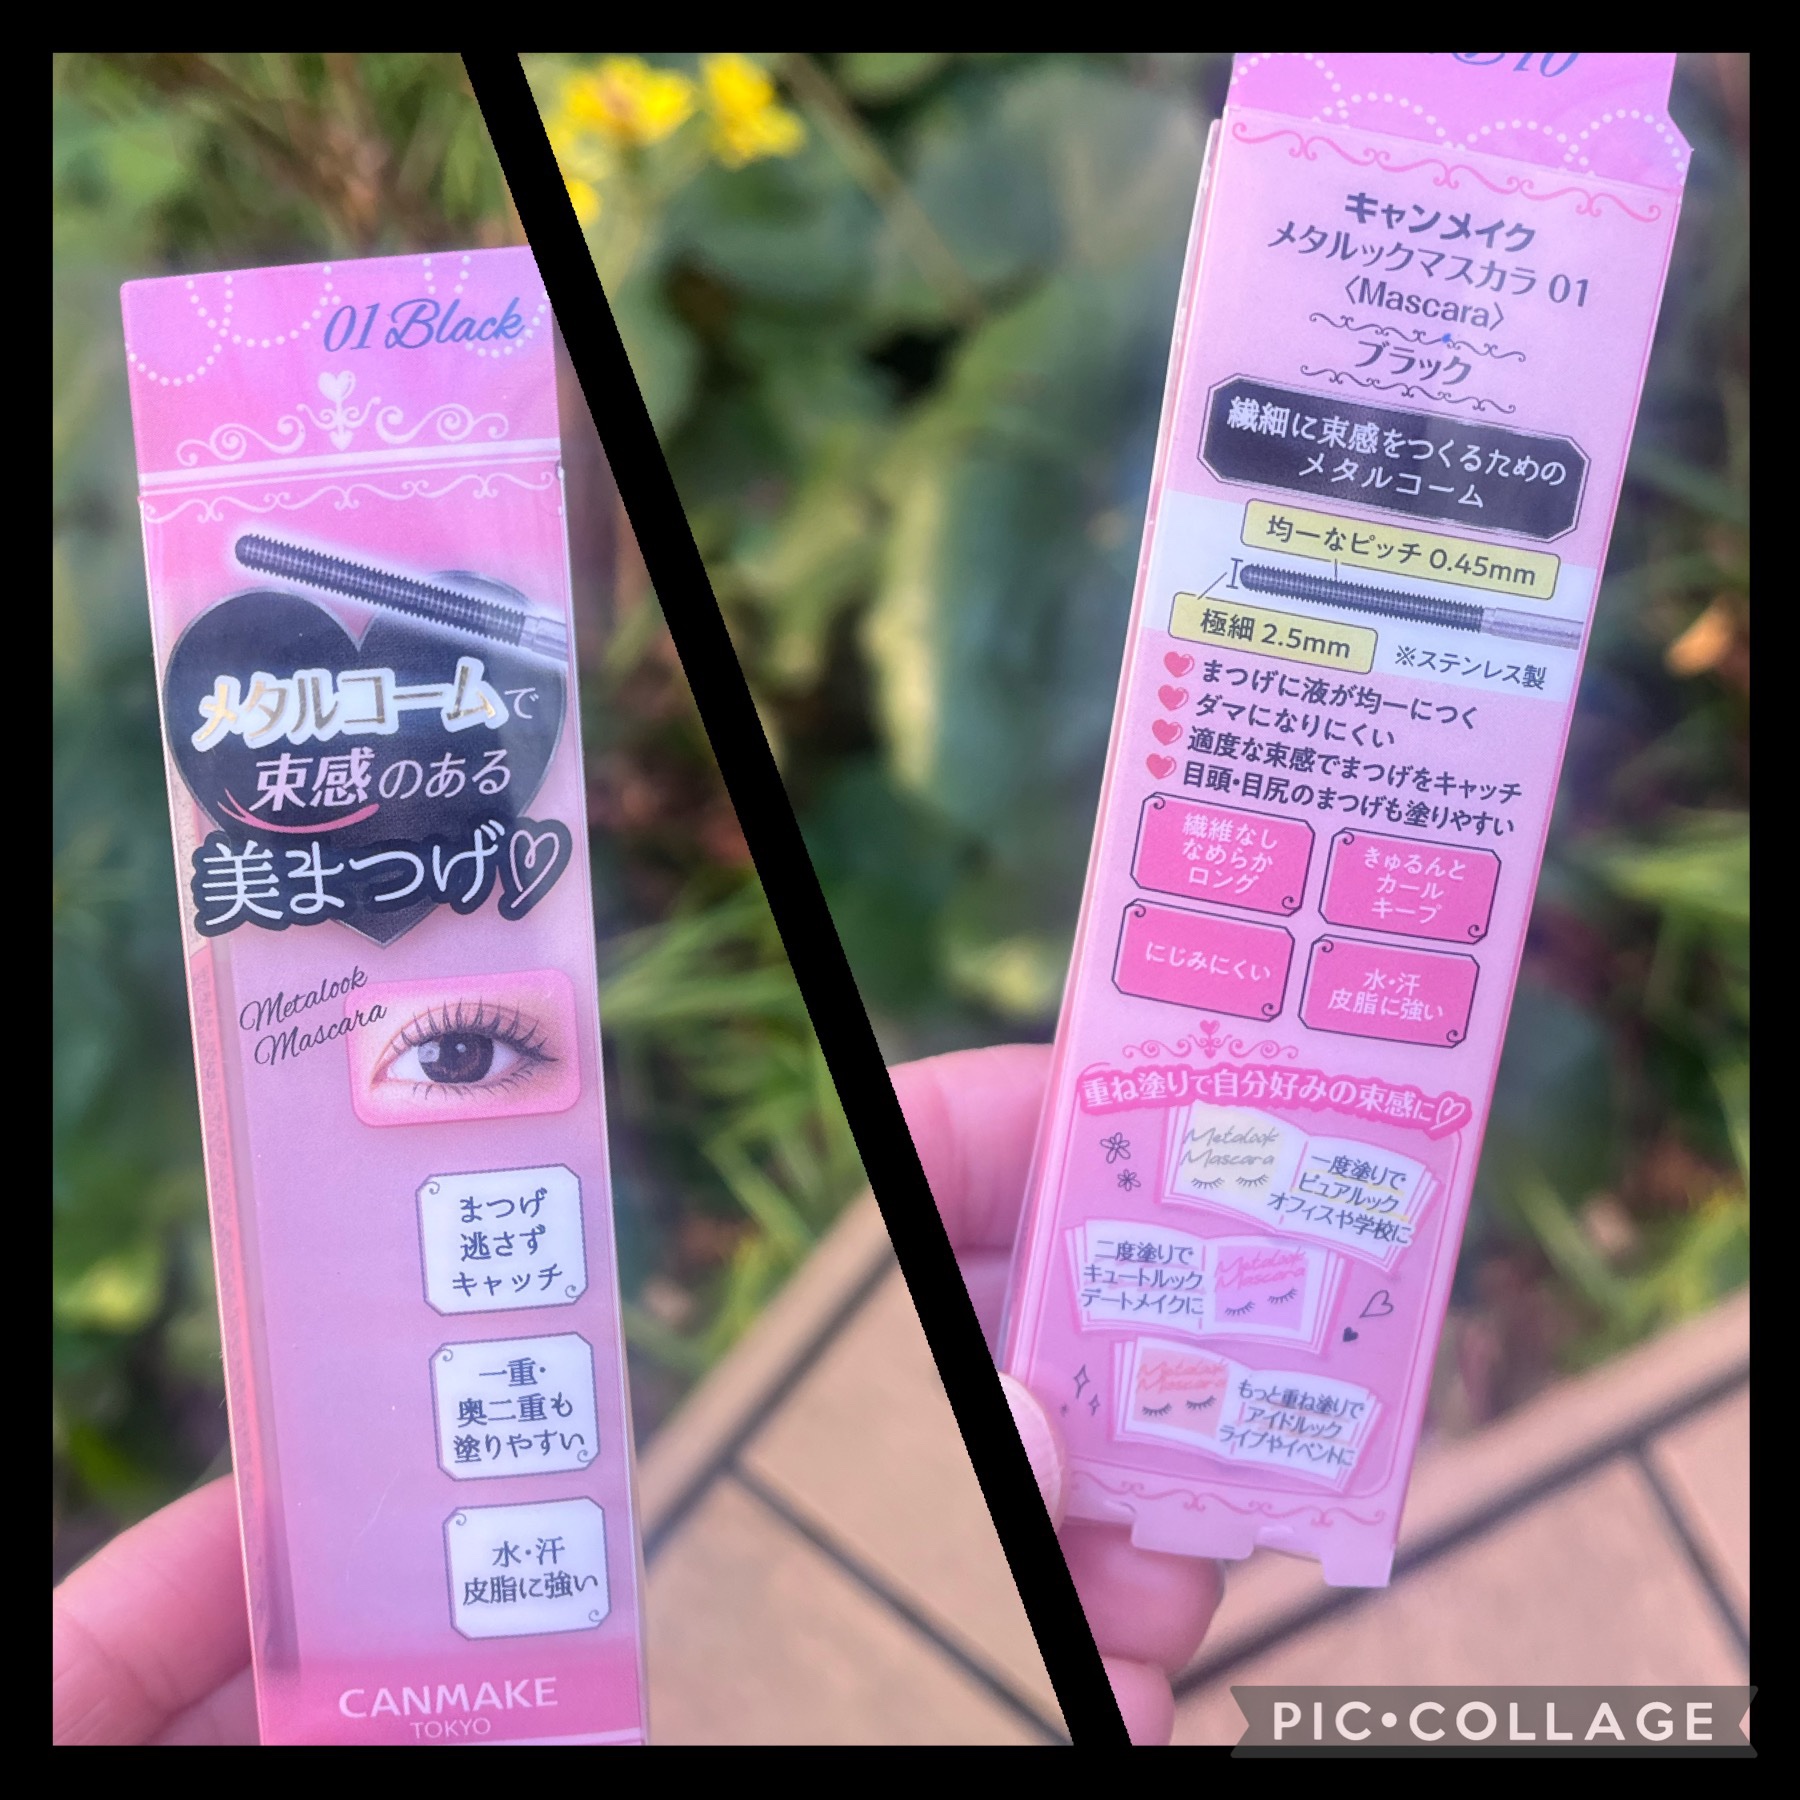 01 Black
メタルコームで
束感のある
美まつげ
Metalook
Mascara
まつげ
逃さず
キャッチ
一重・
奥二重も
塗りやすい
水・汗
皮脂に強い
CANMAKE
TOKYO
キャンメイク
メタルックマスカラ 01
〈Mascara〉
ブラック
繊細に束感をつくるための
メタルコーム
均一なピッチ 0.45mm
極細 2.5mm
※ステンレス製
まつげに液が均一につく
ダマになりにくい
適度な束感でまつげをキャッチ
目頭・目尻のまつげも塗りやすい
繊維なし
なめらか
ロング
きゅるんと
カール
キープ
にじみにくい
水・汗
皮脂に強い
重ね塗りで自分好みの束感に
Metalook
Mascara
一度塗りで
ピュアルック
オフィスや学校に
二度塗りで
キュートルック
デートメイクに
Metalook
Mascara
Metalook
Mascara
もっと重ね塗りで
アイドルック
ライブやイベントに
PIC•COLLAGE